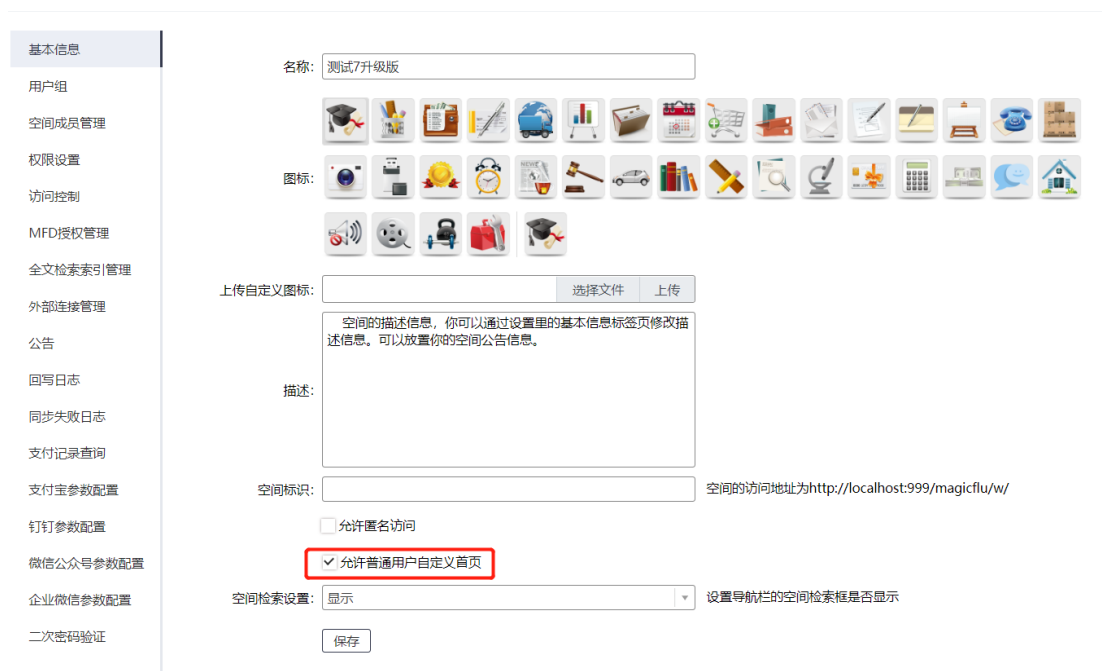 基本信息
用户组
空间成员管理
权限设置
访问控制
MFD授权管理
全文检索索引管理
外部连接管理
公告
回写日志
同步失败日志
支付记录查询
支付宝参数配置
钉钉参数配置
微信公众号参数配置
企业微信参数配置
二次密码验证
名称: 测试7升级版
图标:
NEWS
上传自定义图标: 选择文件 上传
描述: 空间的描述信息，你可以通过设置里的基本信息标签页修改描
述信息。可以放置你的空间公告信息。
空间标识: 空间的访问地址为http://localhost:999/magicflu/w/
允许匿名访问
允许普通用户自定义首页
空间检索设置: 显示 设置导航栏的空间检索框是否显示
保存